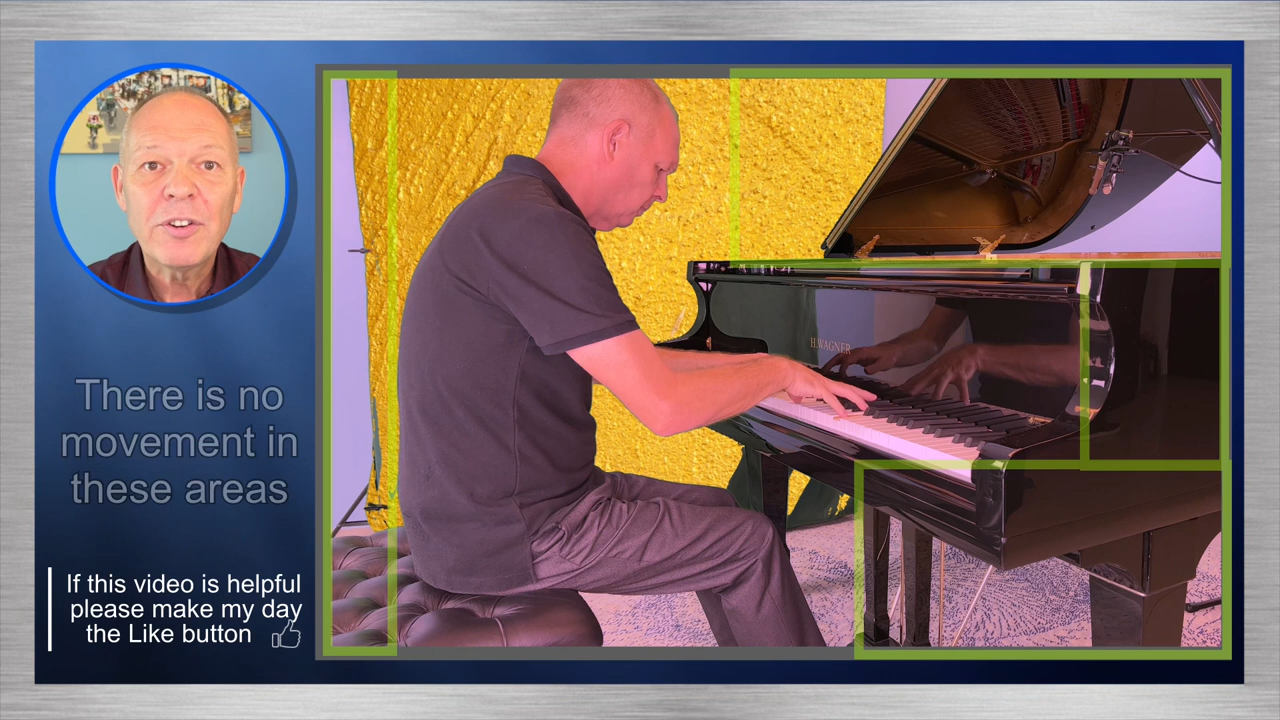 There is no
movement in
these areas
If this video is helpful
please make my day
the Like button
H.WAGNER